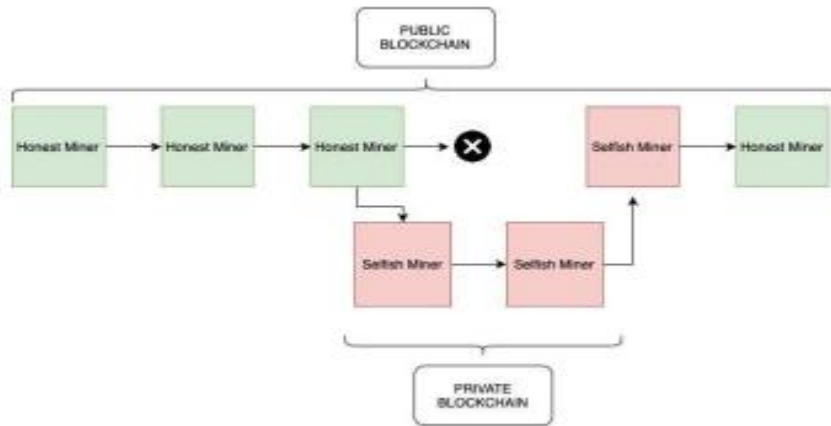 PUBLIC
BLOCKCHAIN
Honest Miner
Honest Miner
Honest Miner
Selfish Miner
Honest Miner
Selfish Miner
Selfish Miner
PRIVATE
BLOCKCHAIN